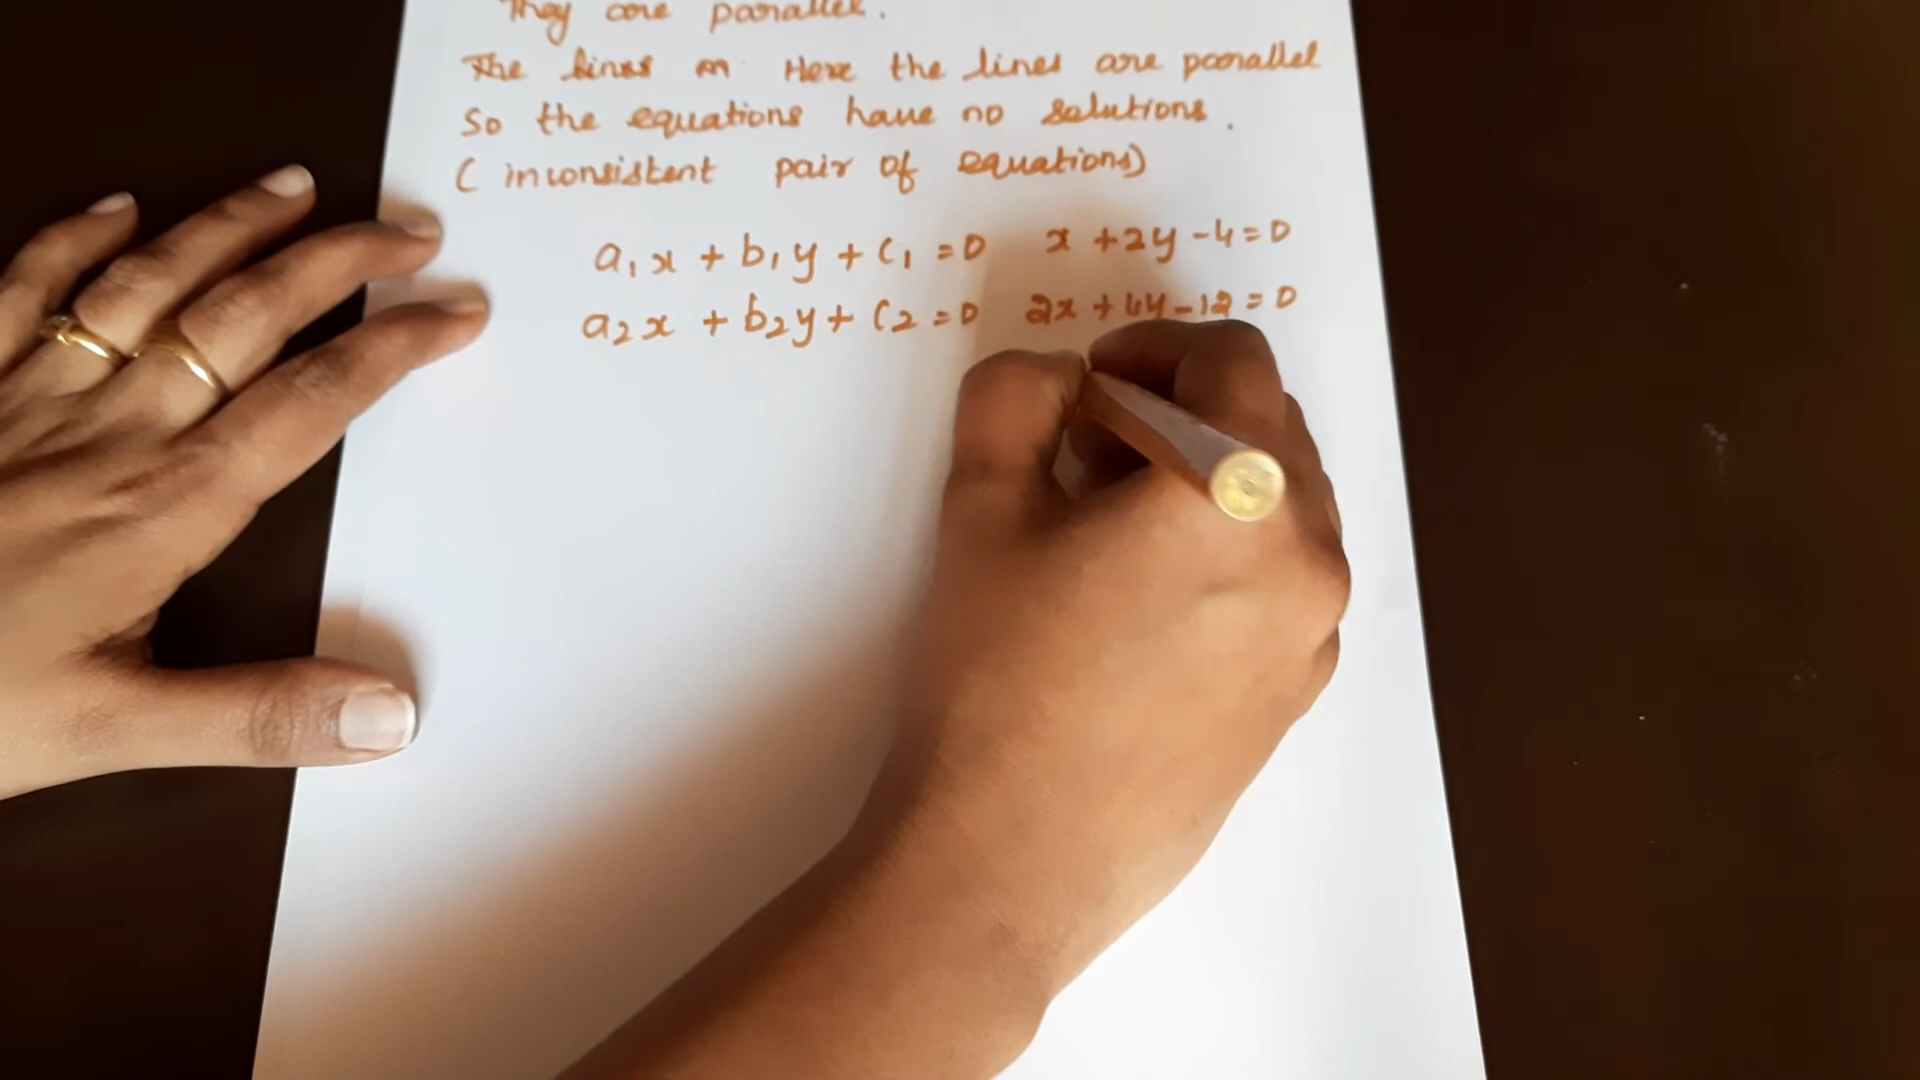 They are parallel.
The lines an Here the lines are parallel
So the equations have no solutions.
( inconsistent pair of equations)
a₁x + b₁y + c₁ = 0 x + 2y - 4 = 0
a₂x + b₂y + c₂ = 0 2x + 4y - 12 = 0